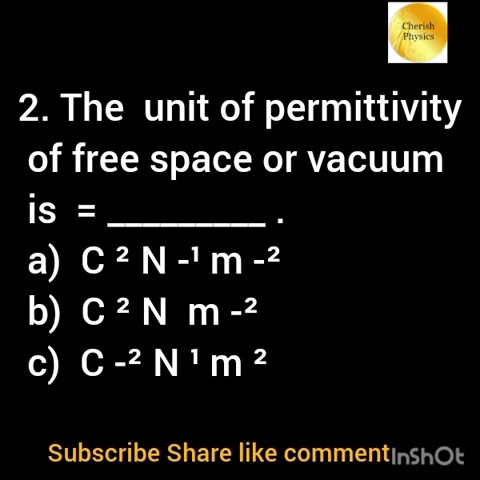 Cherish
Physics
2. The unit of permittivity
of free space or vacuum
is = _________ .
a) C ² N -¹ m -²
b) C ² N m -²
c) C -² N ¹ m ²
Subscribe Share like comment InShOt